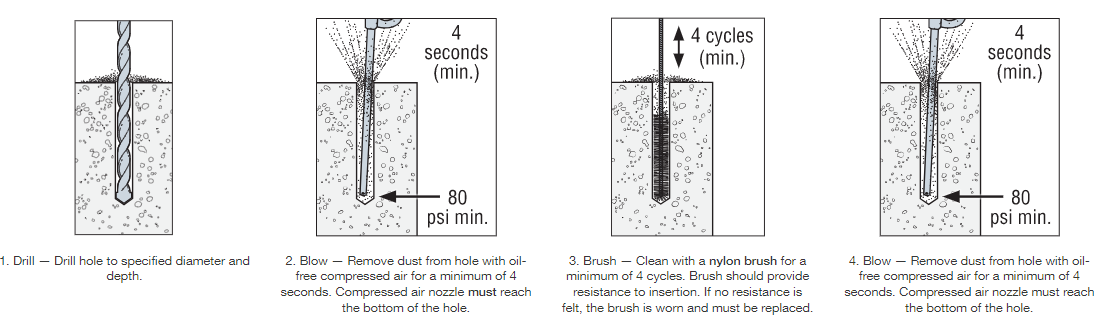 4
seconds
(min.)
80
psi min.
4 cycles
(min.)
4
seconds
(min.)
80
psi min.
1. Drill — Drill hole to specified diameter and
depth.
2. Blow — Remove dust from hole with oil-
free compressed air for a minimum of 4
seconds. Compressed air nozzle must reach
the bottom of the hole.
3. Brush — Clean with a nylon brush for a
minimum of 4 cycles. Brush should provide
resistance to insertion. If no resistance is
felt, the brush is worn and must be replaced.
4. Blow — Remove dust from hole with oil-
free compressed air for a minimum of 4
seconds. Compressed air nozzle must reach
the bottom of the hole.